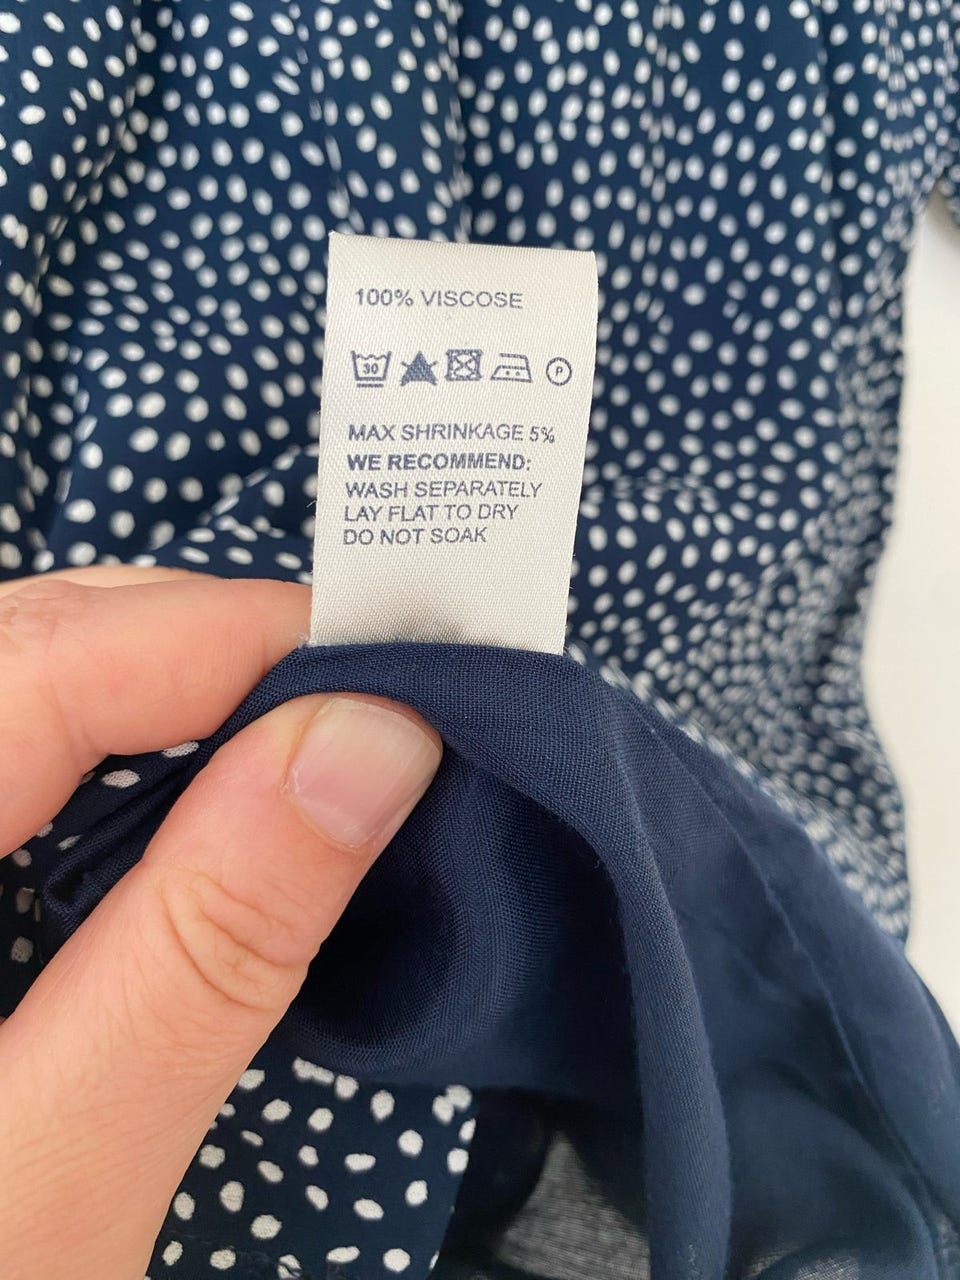 100% VISCOSE
30 P
MAX SHRINKAGE 5%
WE RECOMMEND:
WASH SEPARATELY
LAY FLAT TO DRY
DO NOT SOAK